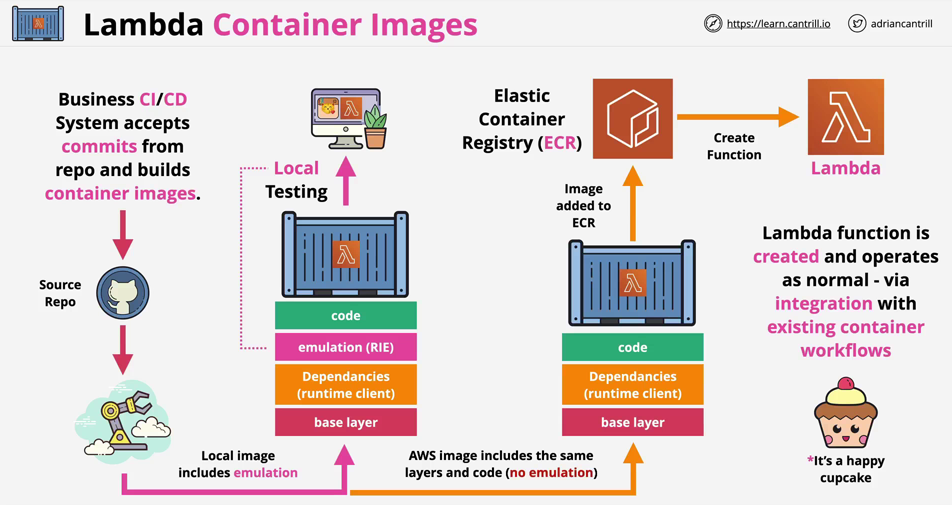 Lambda Container Images
https://learn.cantrill.io
adriancantrill
Business CI/CD
System accepts
commits from
repo and builds
container images.
Source
Repo
Local
Testing
code
emulation (RIE)
Dependancies
(runtime client)
base layer
Local image
includes emulation
Elastic
Container
Registry (ECR)
Create
Function
Lambda
Image
added to
ECR
code
Dependancies
(runtime client)
base layer
AWS image includes the same
layers and code (no emulation)
Lambda function is
created and operates
as normal - via
integration with
existing container
workflows
*It's a happy
cupcake